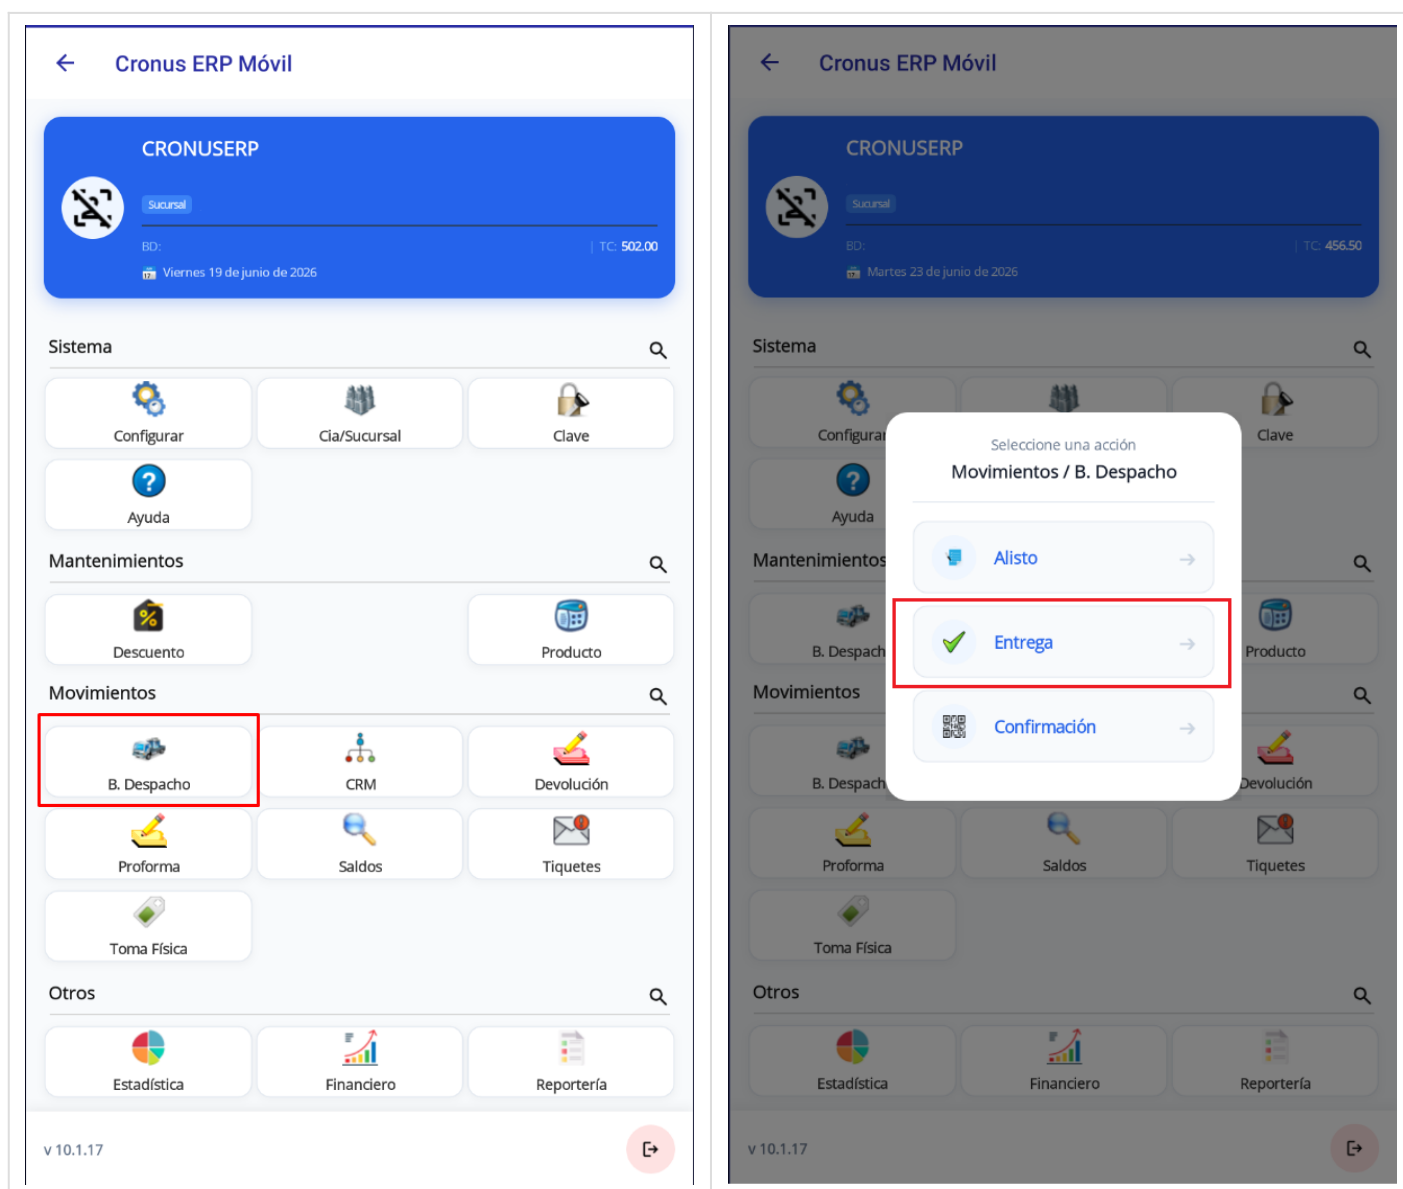 Cronus ERP Móvil
CRONUSERP
Sucursal
BD:
| TC: 502.00
Viernes 19 de junio de 2026
Sistema
Configurar
Cia/Sucursal
Clave
Ayuda
Mantenimientos
Descuento
Producto
Movimientos
B. Despacho
CRM
Devolución
Proforma
Saldos
Tiquetes
Toma Física
Otros
Estadística
Financiero
Reportería
v 10.1.17
Cronus ERP Móvil
CRONUSERP
Sucursal
BD:
| TC: 456.50
Martes 23 de junio de 2026
Sistema
Configurar
Clave
Ayuda
Seleccione una acción
Movimientos / B. Despacho
Alisto
Entrega
Confirmación
Mantenimientos
B. Despach
Producto
Movimientos
B. Despach
Devolución
Proforma
Saldos
Tiquetes
Toma Física
Otros
Estadística
Financiero
Reportería
v 10.1.17